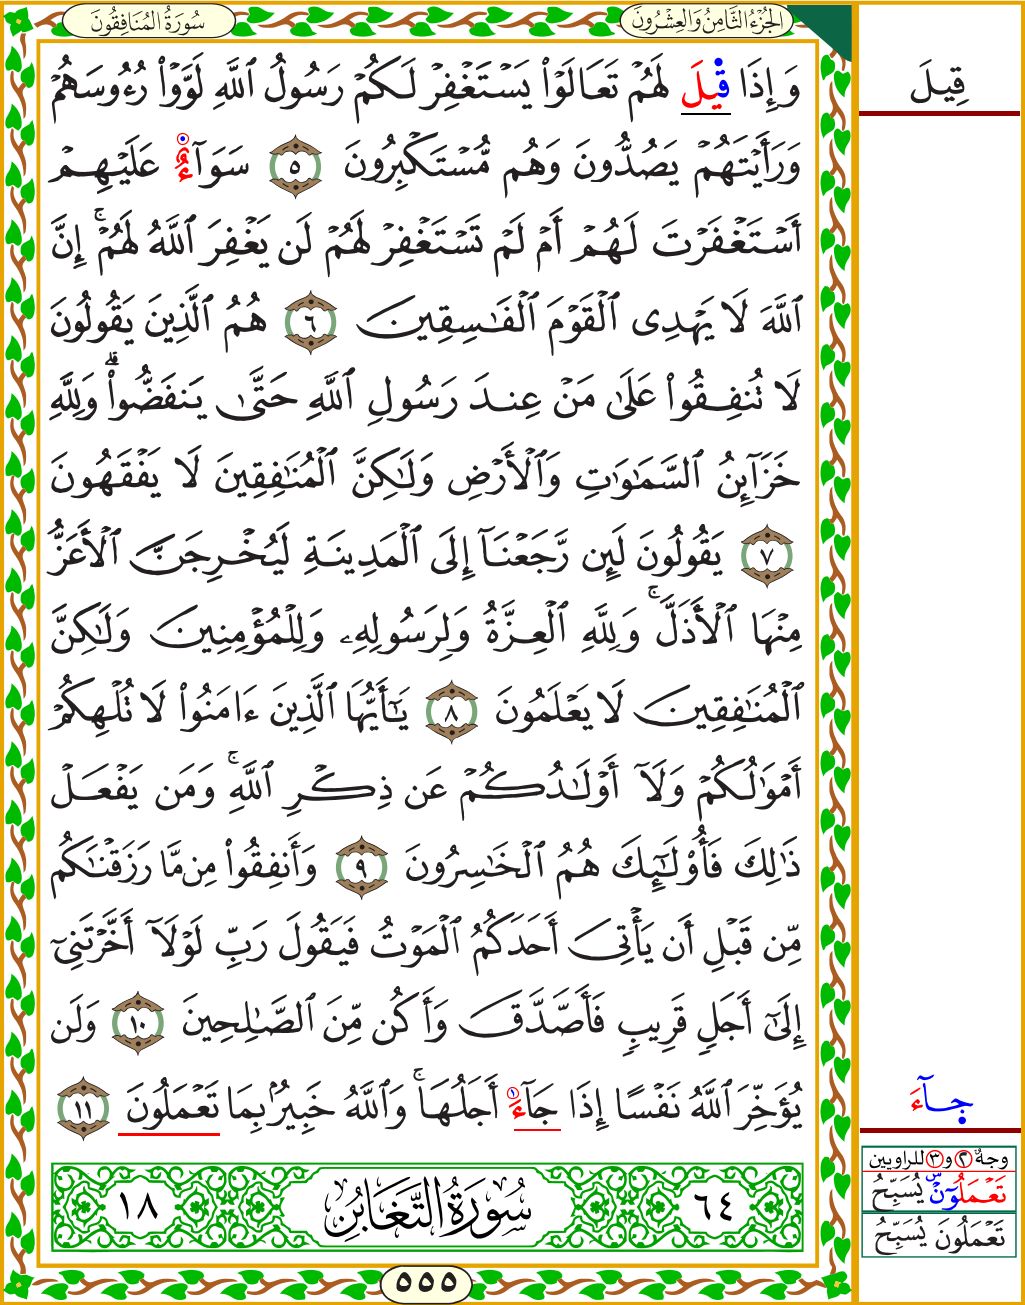 سُورَةُ المُنَافِقُونَ
الجُزْءُ الثَّامِنُ وَالعِشْرُونَ
وَإِذَا قِيلَ لَهُمْ تَعَالَوْا۟ يَسْتَغْفِرْ لَكُمْ رَسُولُ ٱللَّهِ لَوَّوْا۟ رُءُوسَهُمْ
وَرَأَيْتَهُمْ يَصُدُّونَ وَهُم مُّسْتَكْبِرُونَ ٥ سَوَآءٌ عَلَيْهِمْ
أَسْتَغْفَرْتَ لَهُمْ أَمْ لَمْ تَسْتَغْفِرْ لَهُمْ لَن يَغْفِرَ ٱللَّهُ لَهُمْ ۚ إِنَّ
ٱللَّهَ لَا يَهْدِى ٱلْقَوْمَ ٱلْفَـٰسِقِينَ ٦ هُمُ ٱلَّذِينَ يَقُولُونَ
لَا تُنفِقُوا۟ عَلَىٰ مَنْ عِندَ رَسُولِ ٱللَّهِ حَتَّىٰ يَنفَضُّوا۟ ۗ وَلِلَّهِ
خَزَآئِنُ ٱلسَّمَـٰوَٰتِ وَٱلْأَرْضِ وَلَـٰكِنَّ ٱلْمُنَـٰفِقِينَ لَا يَفْقَهُونَ
٧ يَقُولُونَ لَئِن رَّجَعْنَآ إِلَى ٱلْمَدِينَةِ لَيُخْرِجَنَّ ٱلْأَعَزُّ
مِنْهَا ٱلْأَذَلَّ ۚ وَلِلَّهِ ٱلْعِزَّةُ وَلِرَسُولِهِۦ وَلِلْمُؤْمِنِينَ وَلَـٰكِنَّ
ٱلْمُنَـٰفِقِينَ لَا يَعْلَمُونَ ٨ يَـٰٓأَيُّهَا ٱلَّذِينَ ءَامَنُوا۟ لَا تُلْهِكُمْ
أَمْوَٰلُكُمْ وَلَآ أَوْلَـٰدُكُمْ عَن ذِكْرِ ٱللَّهِ ۚ وَمَن يَفْعَلْ
ذَٰلِكَ فَأُو۟لَـٰٓئِكَ هُمُ ٱلْخَـٰسِرُونَ ٩ وَأَنفِقُوا۟ مِن مَّا رَزَقْنَـٰكُم
مِّن قَبْلِ أَن يَأْتِىَ أَحَدَكُمُ ٱلْمَوْتُ فَيَقُولَ رَبِّ لَوْلَآ أَخَّرْتَنِىٓ
إِلَىٰٓ أَجَلٍ قَرِيبٍ فَأَصَّدَّقَ وَأَكُن مِّنَ ٱلصَّـٰلِحِينَ ١٠ وَلَن
يُؤَخِّرَ ٱللَّهُ نَفْسًا إِذَا جَآءَ ١ أَجَلُهَا ۚ وَٱللَّهُ خَبِيرٌۢ بِمَا تَعْمَلُونَ ١١
٦٤ سُورَةُ التَّغَابُنِ ١٨
٥٥٥
قِيلَ
جـآءَ
وجهٌ ٢ و ٣ للراويين
تَعْمَلُونَ يُسَبِّحُ
تَعْمَلُونَ يُسَبِّحُ